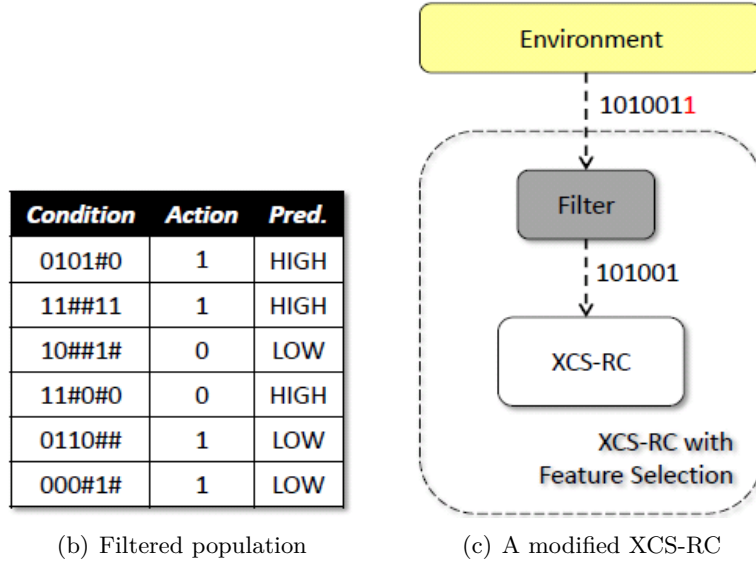 Condition Action Pred.
0101#0 1 HIGH
11##11 1 HIGH
10##1# 0 LOW
11#0#0 0 HIGH
0110## 1 LOW
000#1# 1 LOW
(b) Filtered population
Environment
1010011
Filter
101001
XCS-RC
XCS-RC with
Feature Selection
(c) A modified XCS-RC